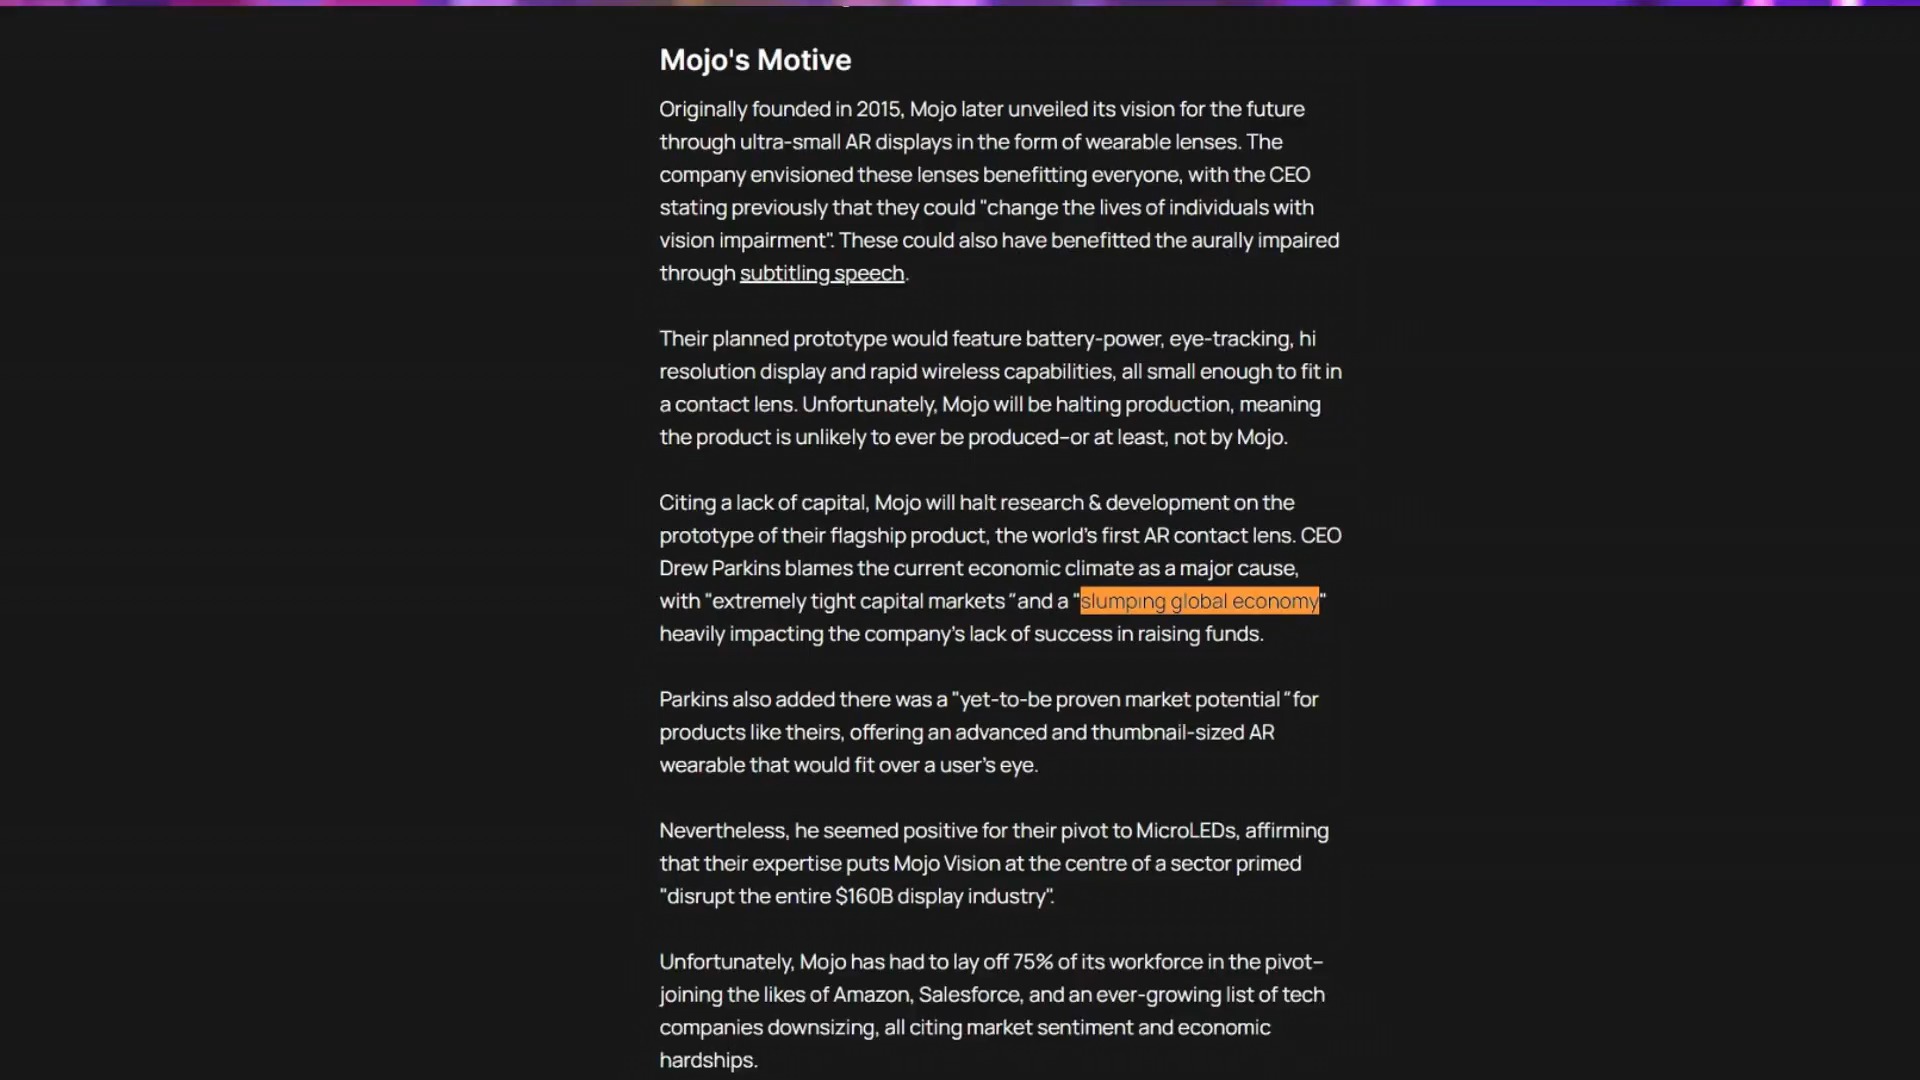 Mojo's Motive
Originally founded in 2015, Mojo later unveiled its vision for the future
through ultra-small AR displays in the form of wearable lenses. The
company envisioned these lenses benefitting everyone, with the CEO
stating previously that they could "change the lives of individuals with
vision impairment". These could also have benefitted the aurally impaired
through subtitling speech.
Their planned prototype would feature battery-power, eye-tracking, hi
resolution display and rapid wireless capabilities, all small enough to fit in
a contact lens. Unfortunately, Mojo will be halting production, meaning
the product is unlikely to ever be produced–or at least, not by Mojo.
Citing a lack of capital, Mojo will halt research & development on the
prototype of their flagship product, the world's first AR contact lens. CEO
Drew Parkins blames the current economic climate as a major cause,
with "extremely tight capital markets "and a "slumping global economy"
heavily impacting the company's lack of success in raising funds.
Parkins also added there was a "yet-to-be proven market potential "for
products like theirs, offering an advanced and thumbnail-sized AR
wearable that would fit over a user's eye.
Nevertheless, he seemed positive for their pivot to MicroLEDs, affirming
that their expertise puts Mojo Vision at the centre of a sector primed
"disrupt the entire $160B display industry".
Unfortunately, Mojo has had to lay off 75% of its workforce in the pivot–
joining the likes of Amazon, Salesforce, and an ever-growing list of tech
companies downsizing, all citing market sentiment and economic
hardships.